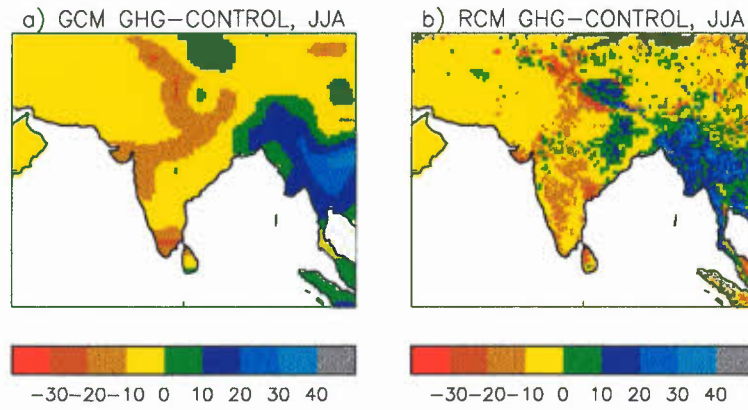 a) GCM GHG-CONTROL, JJA
b) RCM GHG-CONTROL, JJA
-30-20-10 0 10 20 30 40
-30-20-10 0 10 20 30 40